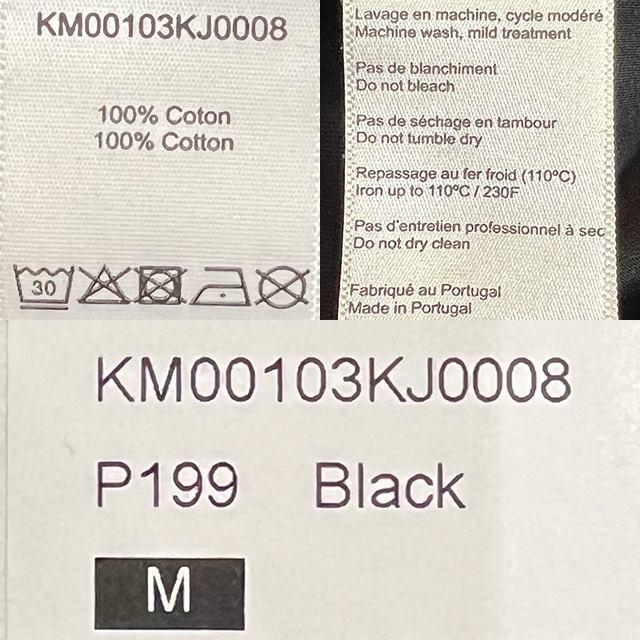 KM00103KJ0008
100% Coton
100% Cotton
30
Lavage en machine, cycle modéré
Machine wash, mild treatment
Pas de blanchiment
Do not bleach
Pas de séchage en tambour
Do not tumble dry
Repassage au fer froid (110ºC)
Iron up to 110ºC / 230F
Pas d'entretien professionnel à sec
Do not dry clean
Fabriqué au Portugal
Made in Portugal
KM00103KJ0008
P199 Black
M